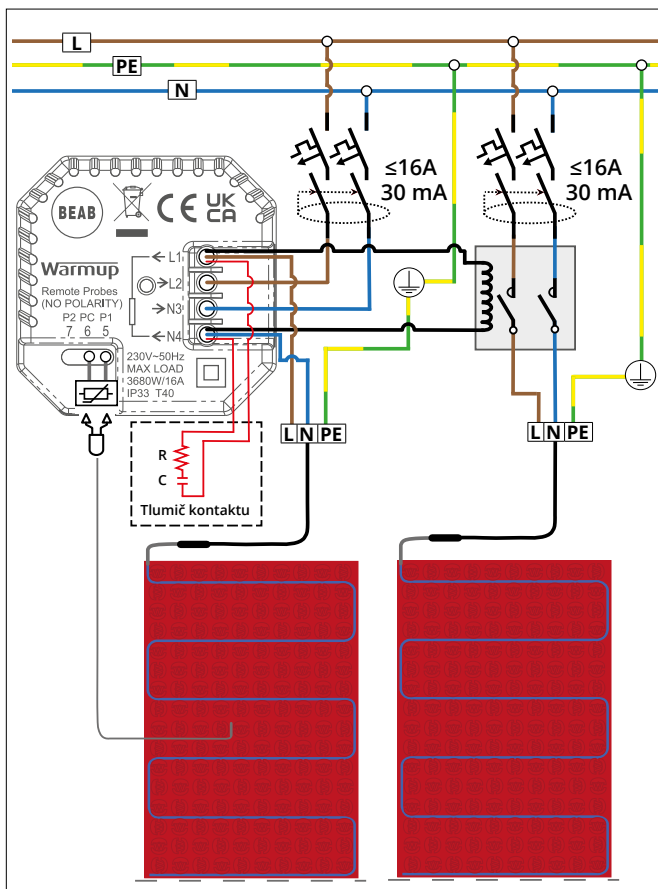 L
PE
N
≤16A
30 mA
≤16A
30 mA
BEAB
CE UK
CA
Warmup
Remote Probes
(NO POLARITY)
P2 PC P1
7 6 5
L1
L2
N3
N4
230V~50Hz
MAX LOAD
3680W/16A
IP33 T40
L N PE
L N PE
R
C
Tlumič kontaktu